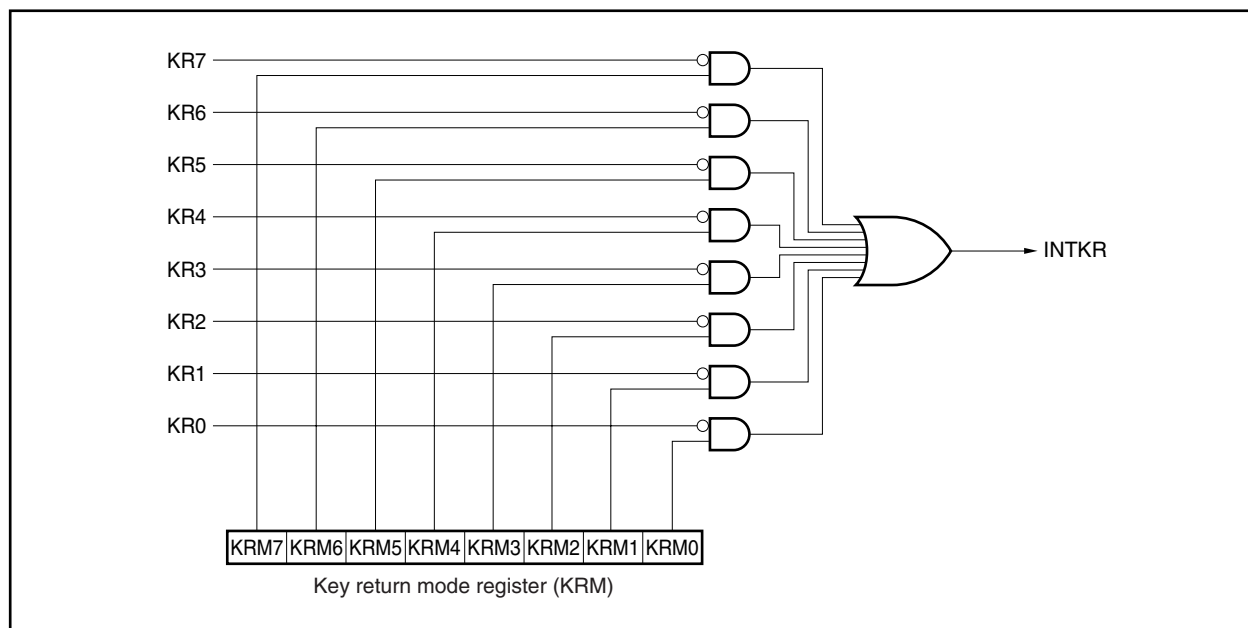 KR7
KR6
KR5
KR4
KR3
KR2
KR1
KR0
INTKR
KRM7 KRM6 KRM5 KRM4 KRM3 KRM2 KRM1 KRM0
Key return mode register (KRM)